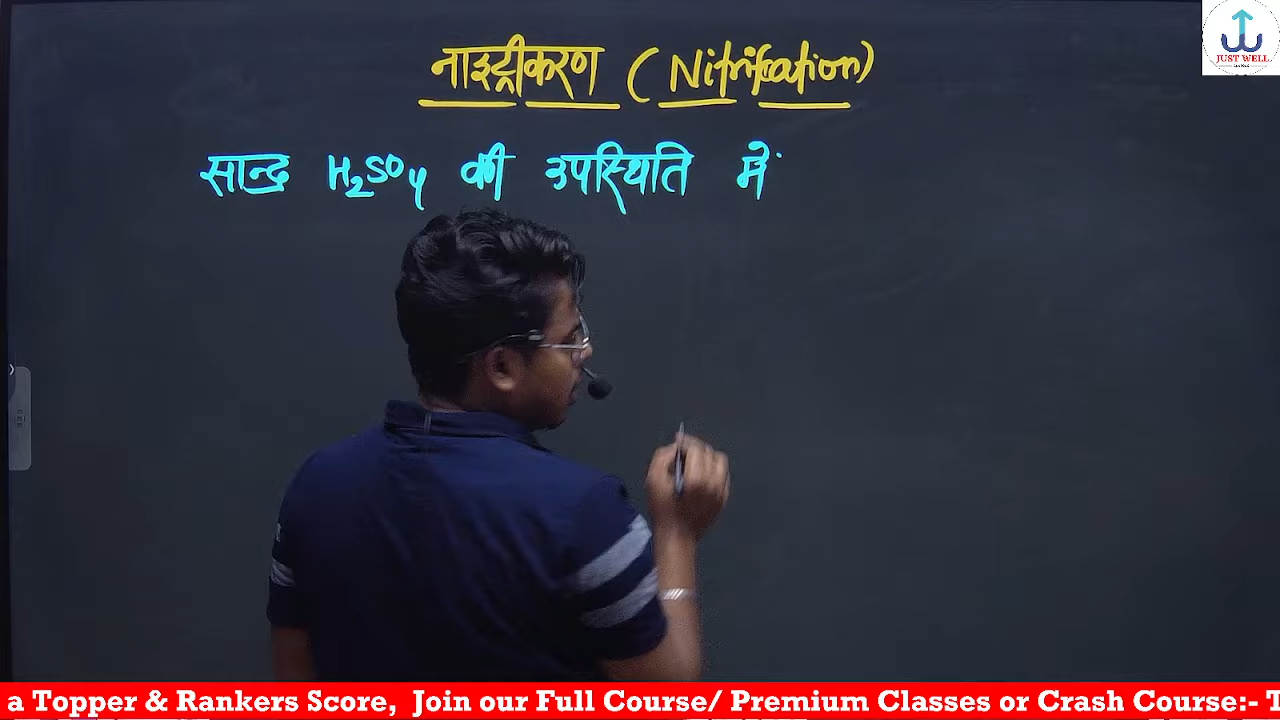 नाइट्रीकरण (Nitrification)
सान्द्र H₂SO₄ की उपस्थिति में
JUST WELL
a Topper & Rankers Score, Join our Full Course/ Premium Classes or Crash Course:- T